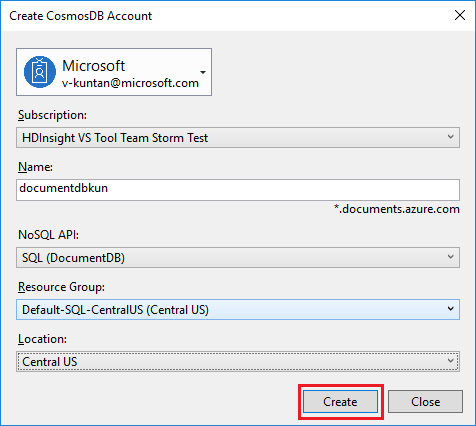 Create CosmosDB Account
Microsoft
v-kuntan@microsoft.com
Subscription:
HDInsight VS Tool Team Storm Test
Name:
documentdbkun
*.documents.azure.com
NoSQL API:
SQL (DocumentDB)
Resource Group:
Default-SQL-CentralUS (Central US)
Location:
Central US
Create Close